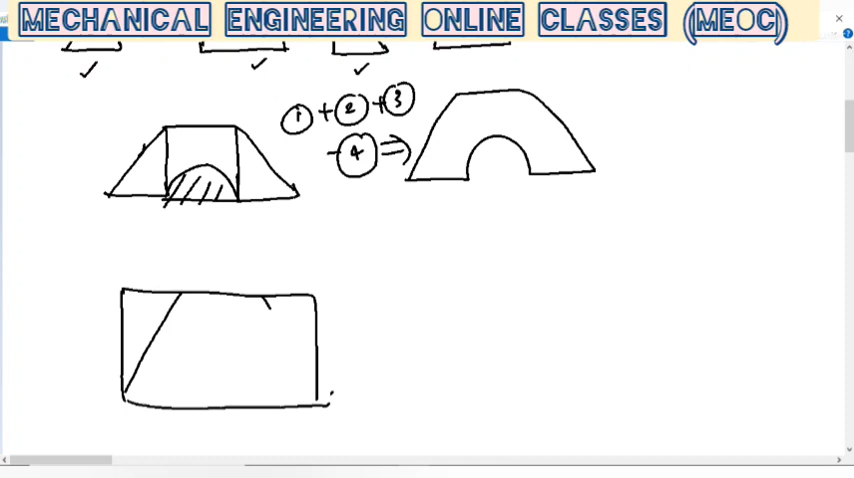 MECHANICAL ENGINEERING ONLINE CLASSES (MEOC)
1 + 2 + 3
- 4 ⇒